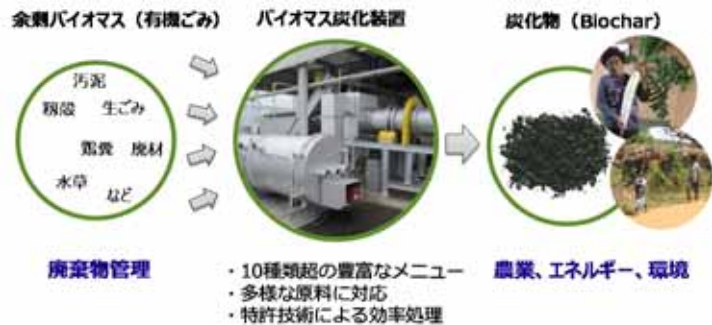 余剰バイオマス（有機ごみ）
バイオマス炭化装置
炭化物（Biochar）
汚泥
籾殻 生ごみ
鶏糞 廃材
水草 など
廃棄物管理
・10種類超の豊富なメニュー
・多様な原料に対応
・特許技術による効率処理
農業、エネルギー、環境